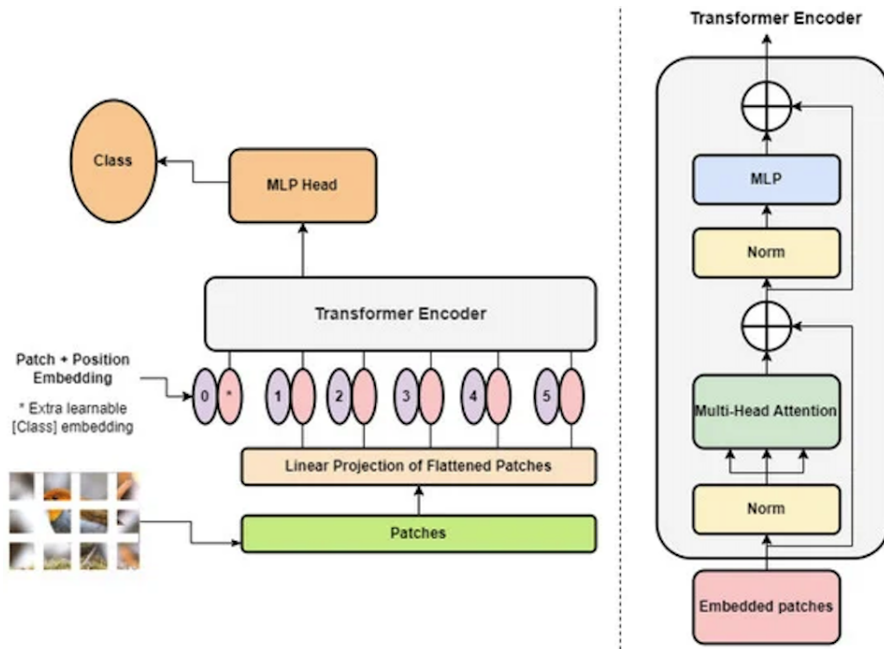 Transformer Encoder
Class
MLP Head
Transformer Encoder
Patch + Position
Embedding
* Extra learnable
[Class] embedding
0 * 1 2 3 4 5
Linear Projection of Flattened Patches
Patches
MLP
Norm
Multi-Head Attention
Norm
Embedded patches